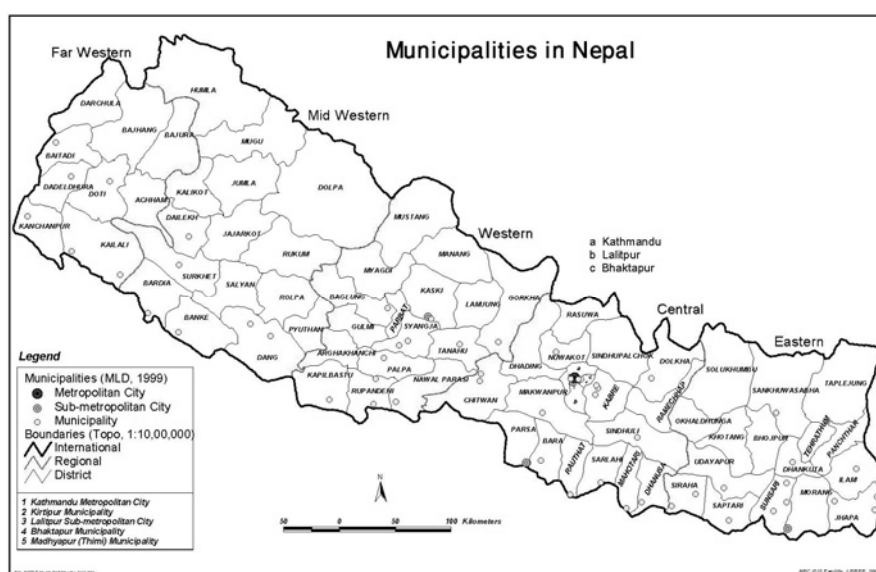 Municipalities in Nepal
Far Western
Mid Western
Western
Central
Eastern
a Kathmandu
b Lalitpur
c Bhaktapur
DARCHULA
HUMLA
BAJHANG
BAJURA
MUGU
BAITADI
DADELDHURA
DOTI
ACHHAM
KALIKOT
JUMLA
DOLPA
KANCHANPUR
KAILALI
DAILEKH
JAJARKOT
MUSTANG
RUKUM
SURKHET
SALYAN
BARDIA
MANANG
MYAGDI
KASKI
ROLPA
BAGLUNG
PARBAT
LAMJUNG
GORKHA
BANKE
PYUTHAN
GULMI
SYANGJA
RASUWA
DANG
ARGHAKHANCHI
TANAHU
DHADING
NUWAKOT
SINDHUPALCHOK
DOLKHA
KAPILBASTU
PALPA
RUPANDEHI
NAWAL PARASI
CHITWAN
MAKWANPUR
KABRE
RAMECHHAP
SOLUKHUMBU
SANKHUWASABHA
TAPLEJUNG
PARSA
BARA
RAUTHAT
SARLAHI
SINDHULI
OKHALDHUNGA
KHOTANG
BHOJPUR
TEHRATHIM
PANCHTHAR
MAHOTARI
DHANUSA
SIRAHA
UDAYAPUR
DHANKUTA
ILAM
SAPTARI
SUNSARI
MORANG
JHAPA
Legend
Municipalities (MLD, 1999)
Metropolitan City
Sub-metropolitan City
Municipality
Boundaries (Topo, 1:10,00,000)
International
Regional
District
1 Kathmandu Metropolitan City
2 Kirtipur Municipality
3 Lalitpur Sub-metropolitan City
4 Bhaktapur Municipality
5 Madhyapur (Thimi) Municipality
N
50 0 50 100 Kilometers